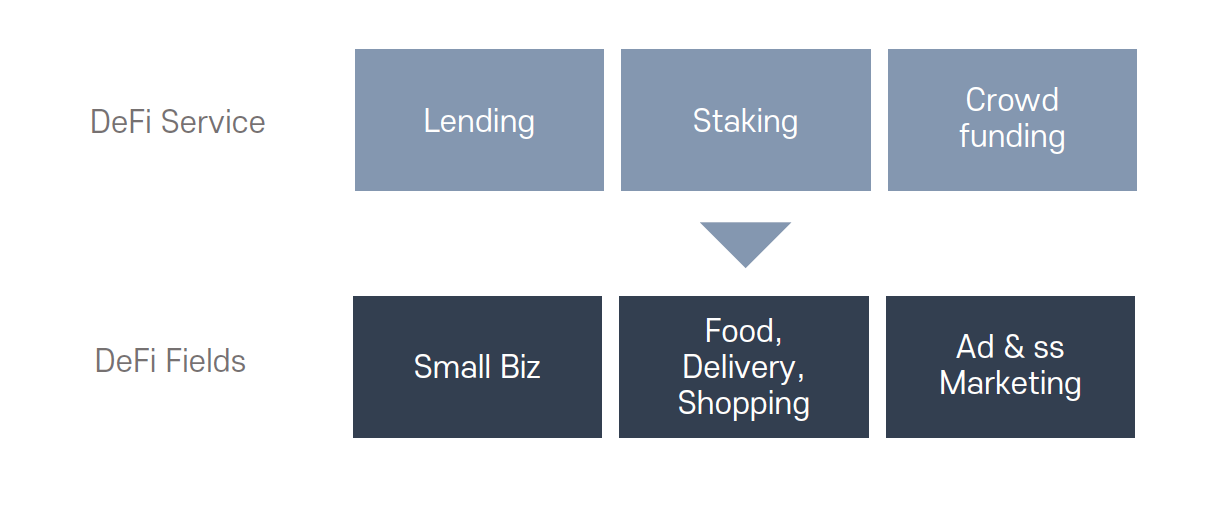 DeFi Service
Lending
Staking
Crowd
funding
DeFi Fields
Small Biz
Food,
Delivery,
Shopping
Ad & ss
Marketing